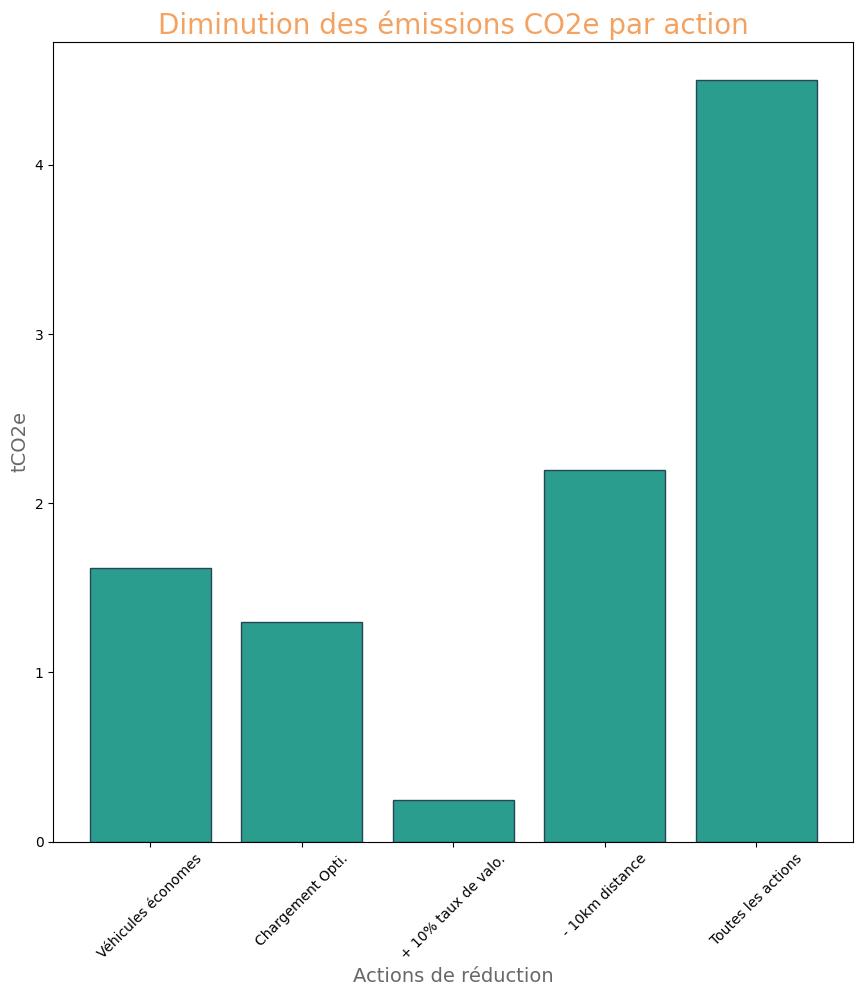 Diminution des émissions CO2e par action
tCO2e
4
3
2
1
0
Véhicules économes
Chargement Opti.
+ 10% taux de valo.
- 10km distance
Toutes les actions
Actions de réduction